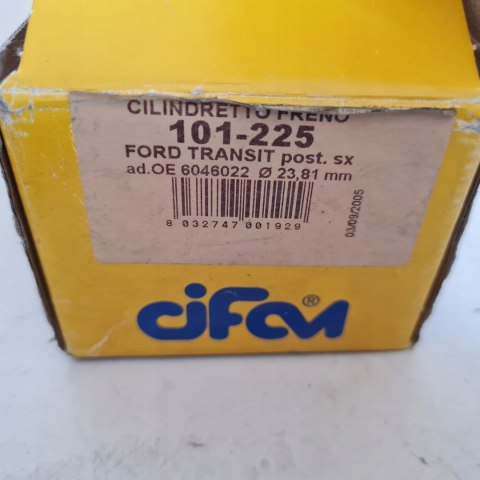 CILINDRETTO FRENO
101-225
FORD TRANSIT post. sx
ad.OE 6046022 Ø 23,81 mm
8 032747 001929
03/09/2005
cifam®